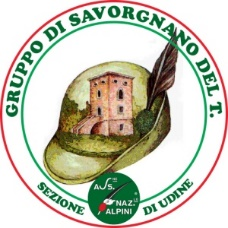 GRUPPO DI SAVORGNANO DEL T.
SEZIONE DI UDINE
NAZ.
ALPINI